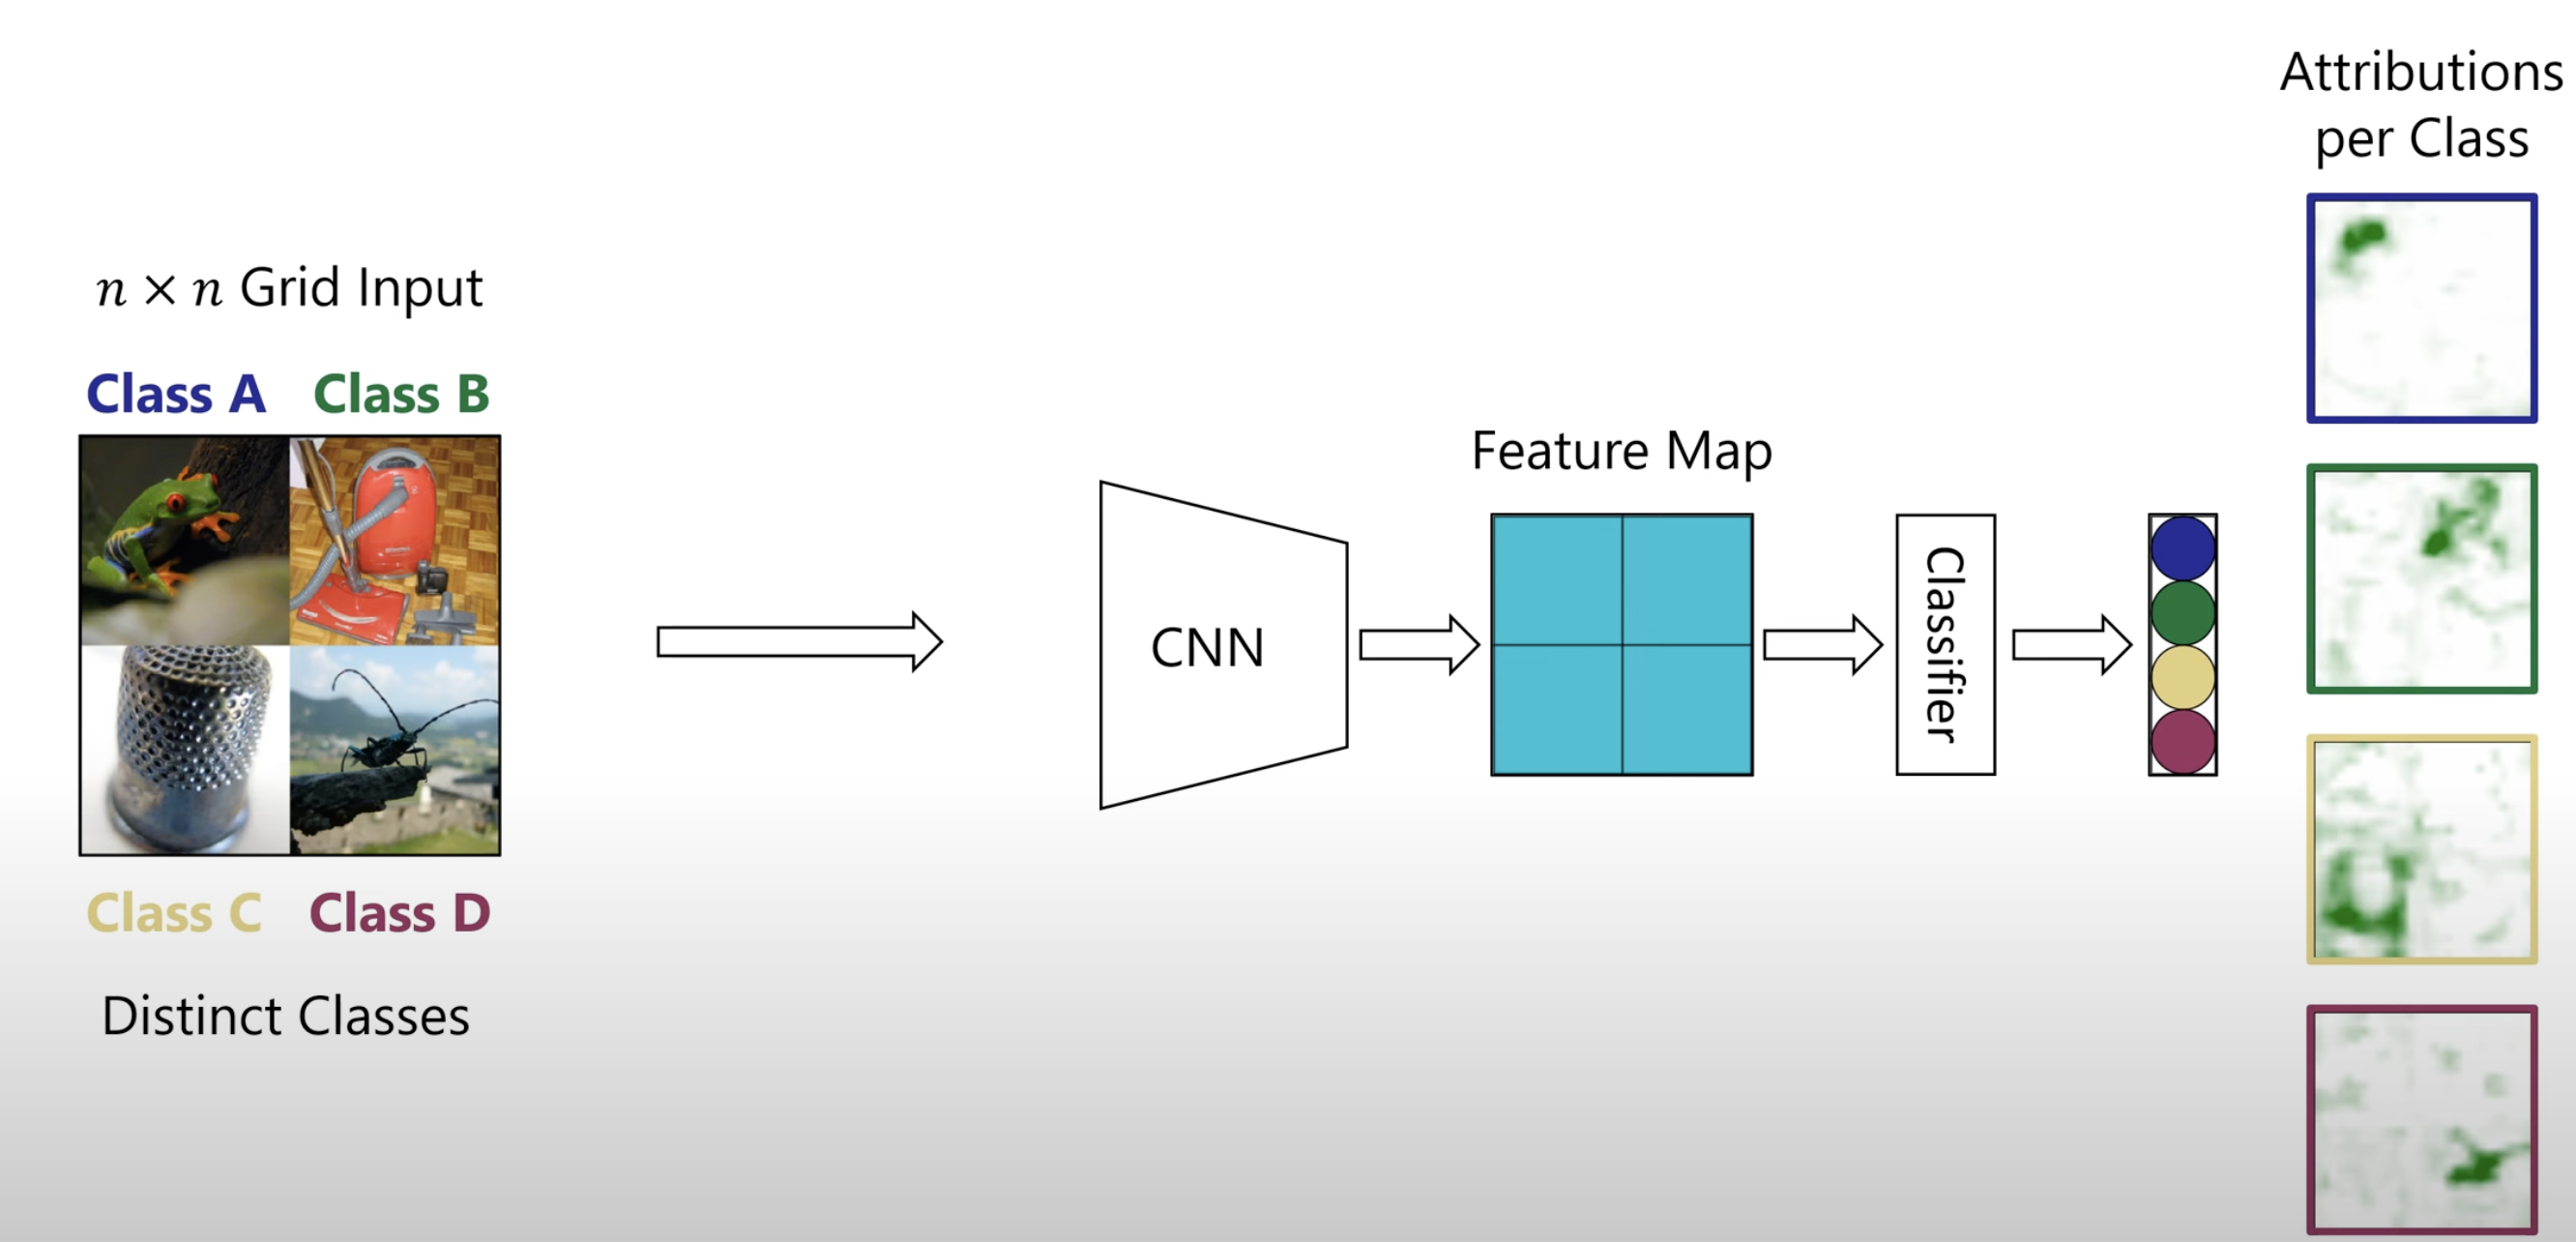 n × n Grid Input
Class A Class B
Class C Class D
Distinct Classes
CNN
Feature Map
Classifier
Attributions
per Class